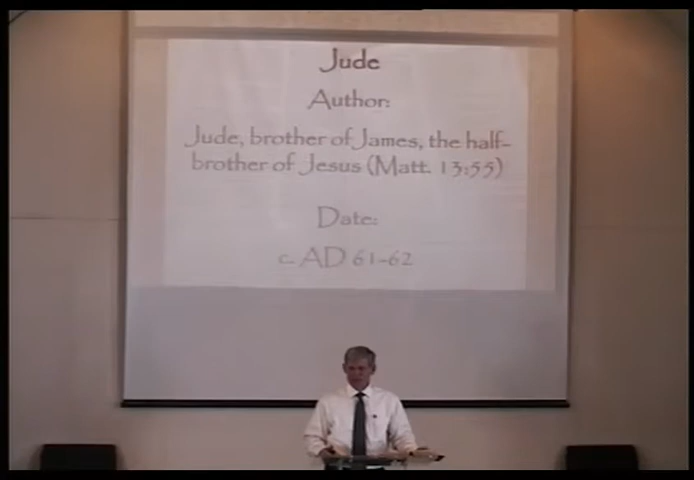 Jude
Author:
Jude, brother of James, the half-
brother of Jesus (Matt. 13:55)
Date:
c. AD 61-62